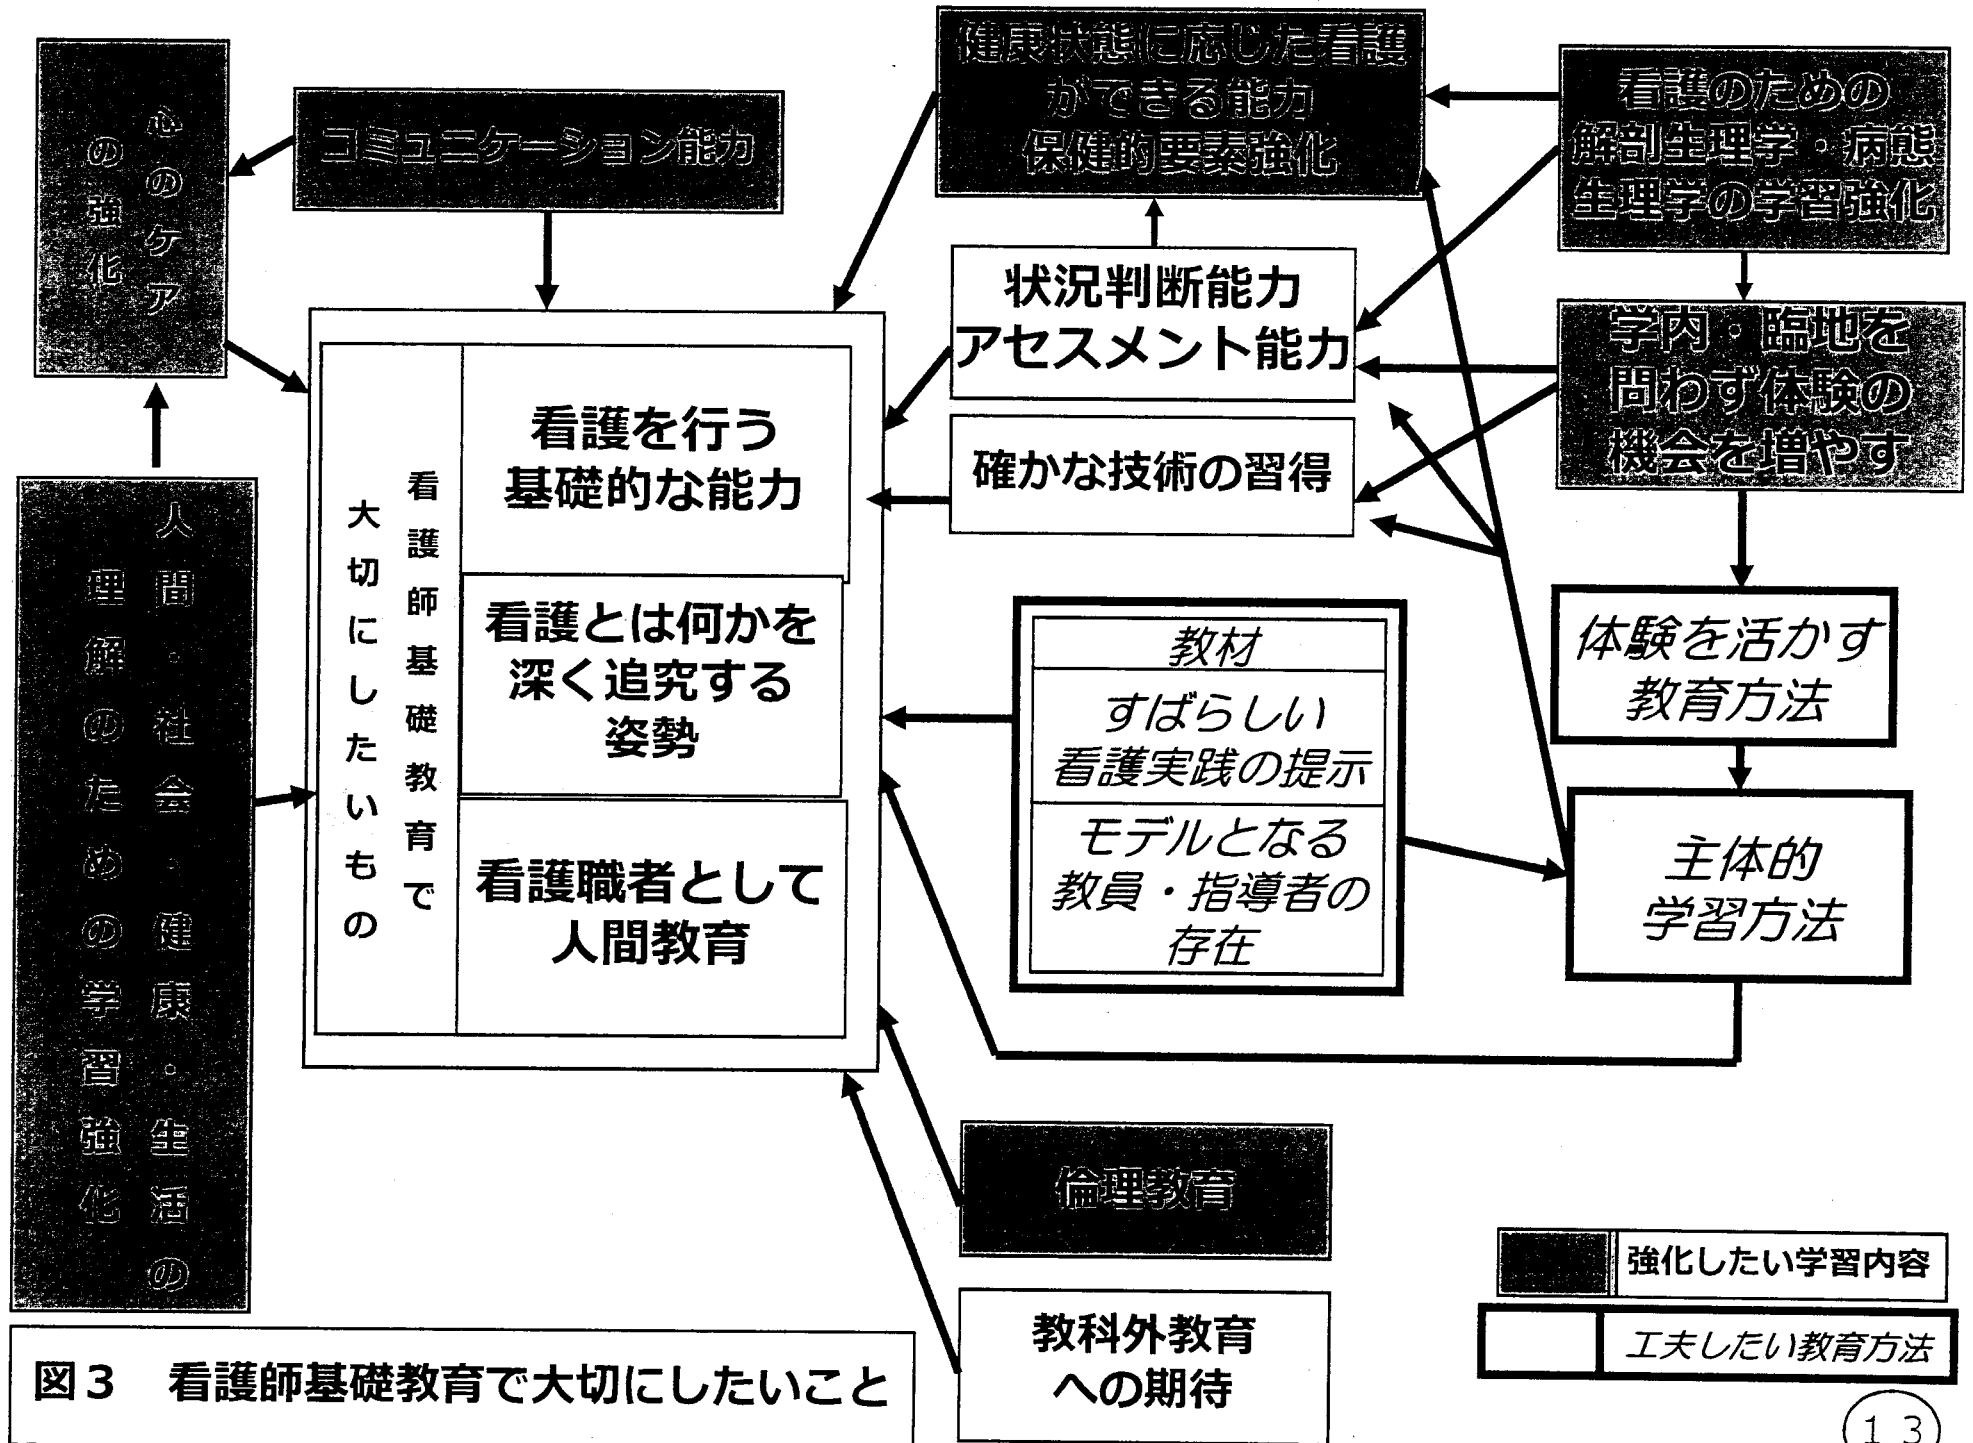 心のケア
の強化
コミュニケーション能力
健康状態に応じた看護
ができる能力
保健的要素強化
看護のための
解剖生理学・病態
生理学の学習強化
状況判断能力
アセスメント能力
学内・臨地を
問わず体験の
機会を増やす
確かな技術の習得
人間・社会・健康・生活の
理解のための学習強化
看護師基礎教育で
大切にしたいもの
看護を行う
基礎的な能力
看護とは何かを
深く追究する
姿勢
看護職者として
人間教育
教材
すばらしい
看護実践の提示
モデルとなる
教員・指導者の
存在
体験を活かす
教育方法
主体的
学習方法
倫理教育
教科外教育
への期待
強化したい学習内容
工夫したい教育方法
図3 看護師基礎教育で大切にしたいこと
13